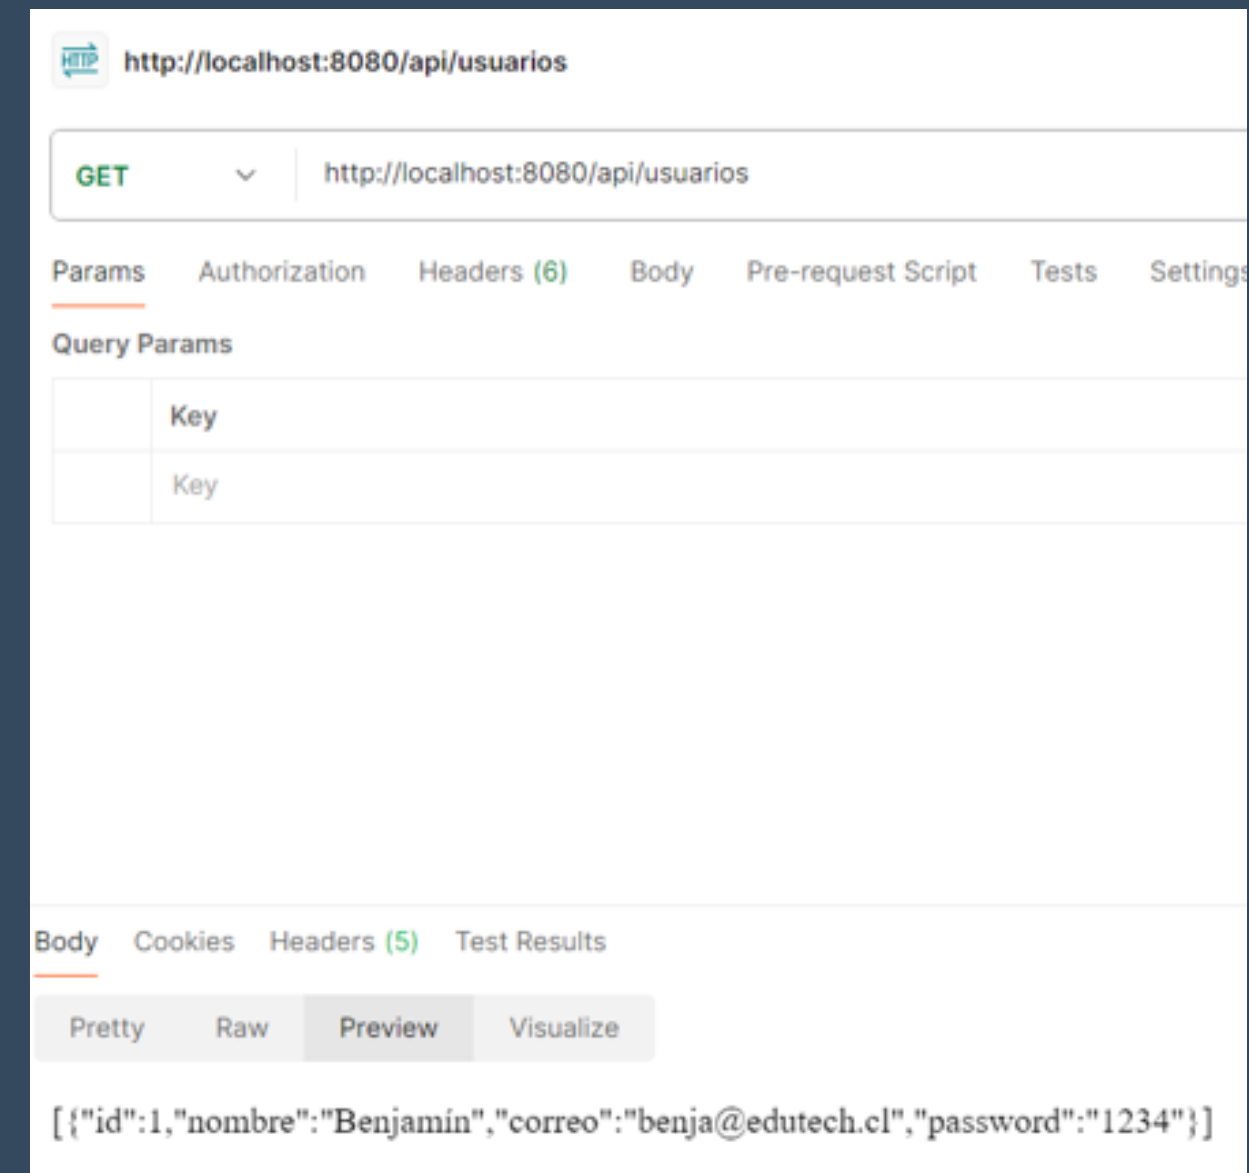 HTTP http://localhost:8080/api/usuarios
GET http://localhost:8080/api/usuarios
Params Authorization Headers (6) Body Pre-request Script Tests Settings
Query Params
Key
Key
Body Cookies Headers (5) Test Results
Pretty Raw Preview Visualize
[{"id":1,"nombre":"Benjamín","correo":"benja@edutech.cl","password":"1234"}]